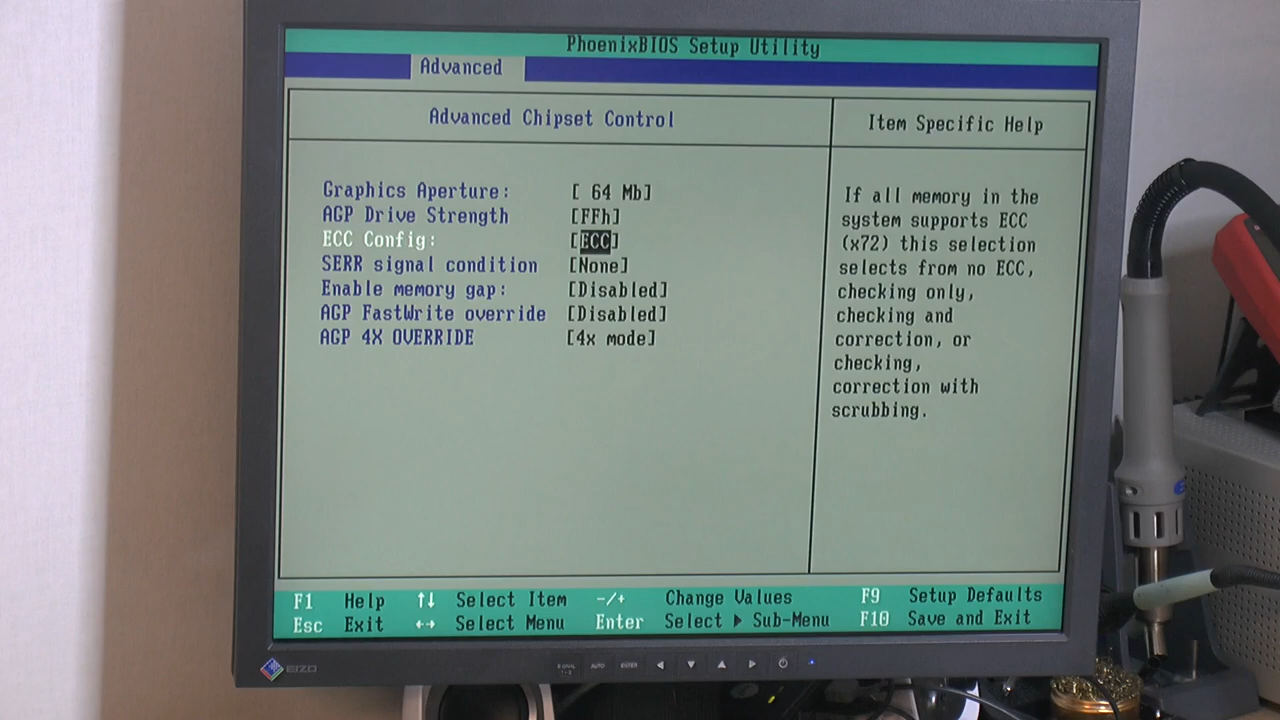 PhoenixBIOS Setup Utility
Advanced
Advanced Chipset Control
Item Specific Help
Graphics Aperture: [ 64 Mb]
AGP Drive Strength [FFh]
ECC Config: [ECC]
SERR signal condition [None]
Enable memory gap: [Disabled]
AGP FastWrite override [Disabled]
AGP 4X OVERRIDE [4x mode]
If all memory in the
system supports ECC
(x72) this selection
selects from no ECC,
checking only,
checking and
correction, or
checking,
correction with
scrubbing.
F1 Help ↑↓ Select Item -/+ Change Values F9 Setup Defaults
Esc Exit ←→ Select Menu Enter Select ▶ Sub-Menu F10 Save and Exit
EIZO
SIGNAL
AUTO
ENTER